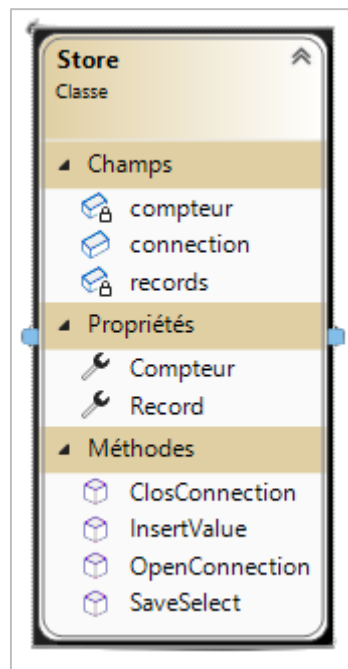 Store
Classe
Champs
compteur
connection
records
Propriétés
Compteur
Record
Méthodes
ClosConnection
InsertValue
OpenConnection
SaveSelect